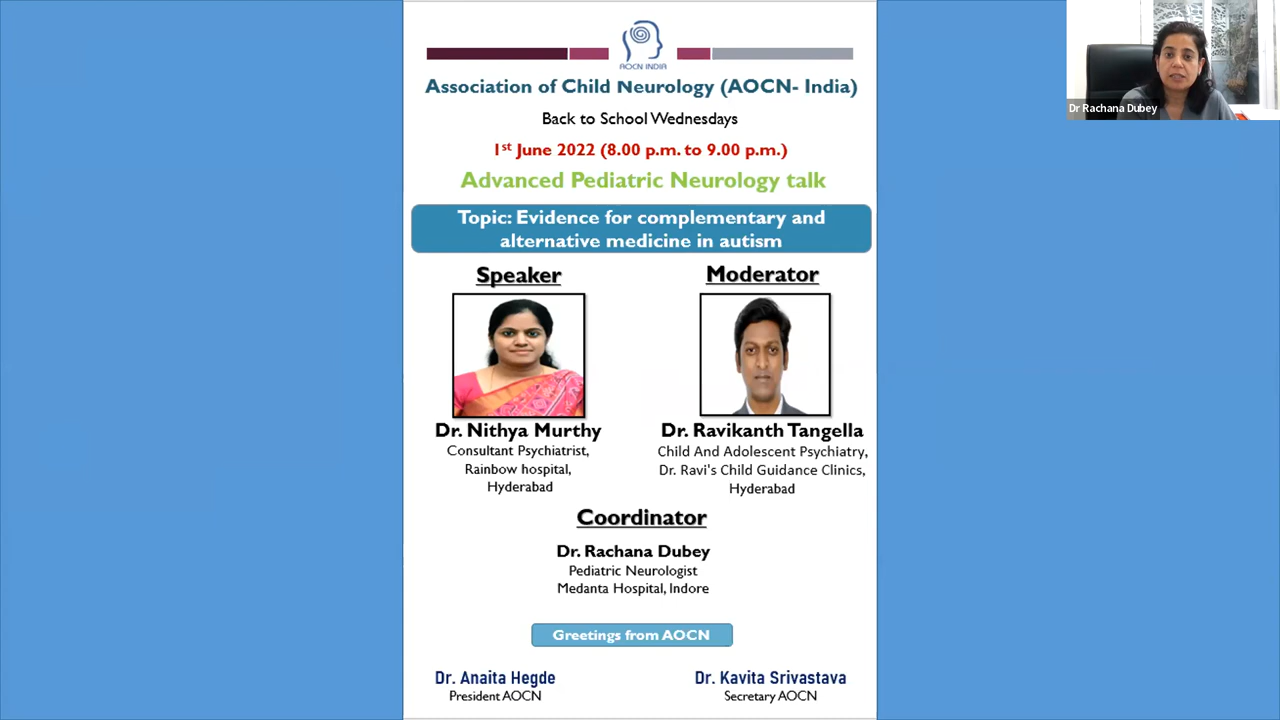 AOCN INDIA
Association of Child Neurology (AOCN- India)
Back to School Wednesdays
1st June 2022 (8.00 p.m. to 9.00 p.m.)
Advanced Pediatric Neurology talk
Topic: Evidence for complementary and
alternative medicine in autism
Speaker
Moderator
Dr. Nithya Murthy
Consultant Psychiatrist,
Rainbow hospital,
Hyderabad
Dr. Ravikanth Tangella
Child And Adolescent Psychiatry,
Dr. Ravi's Child Guidance Clinics,
Hyderabad
Coordinator
Dr. Rachana Dubey
Pediatric Neurologist
Medanta Hospital, Indore
Greetings from AOCN
Dr. Anaita Hegde
President AOCN
Dr. Kavita Srivastava
Secretary AOCN
Dr Rachana Dubey